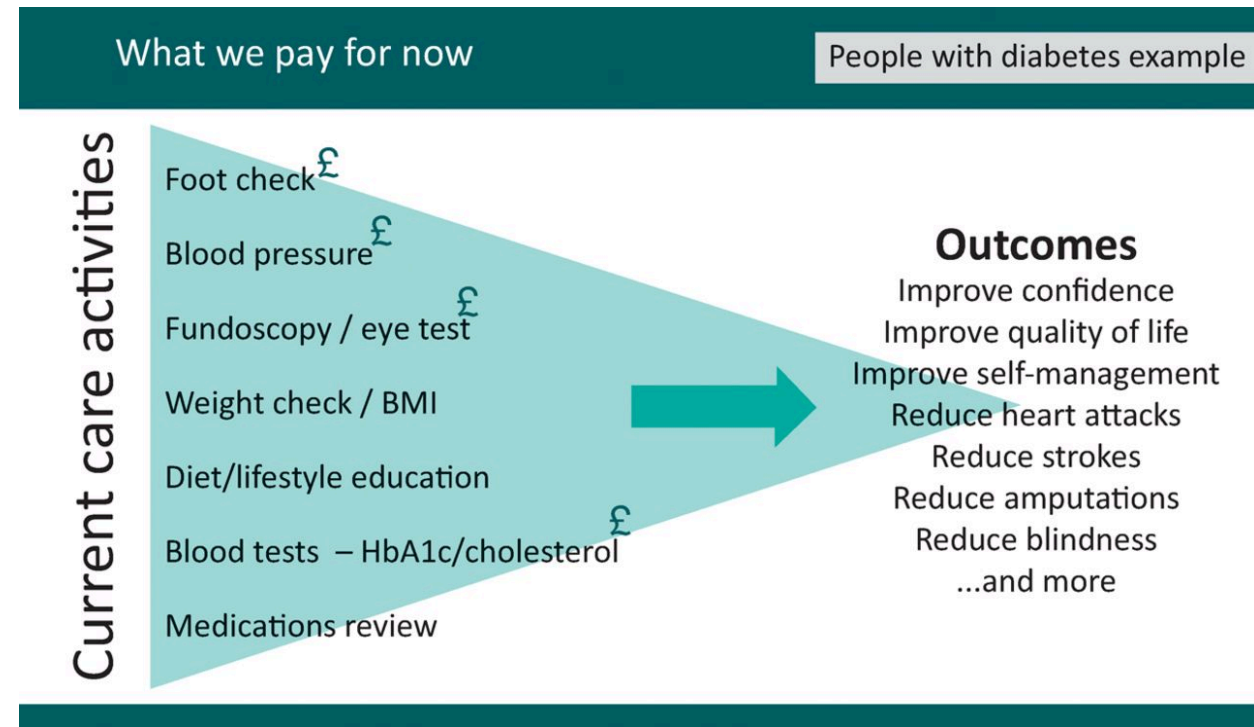 What we pay for now
People with diabetes example
Current care activities
Foot check£
Blood pressure£
Fundoscopy / eye test£
Weight check / BMI
Diet/lifestyle education
Blood tests – HbA1c/cholesterol£
Medications review
Outcomes
Improve confidence
Improve quality of life
Improve self-management
Reduce heart attacks
Reduce strokes
Reduce amputations
Reduce blindness
...and more